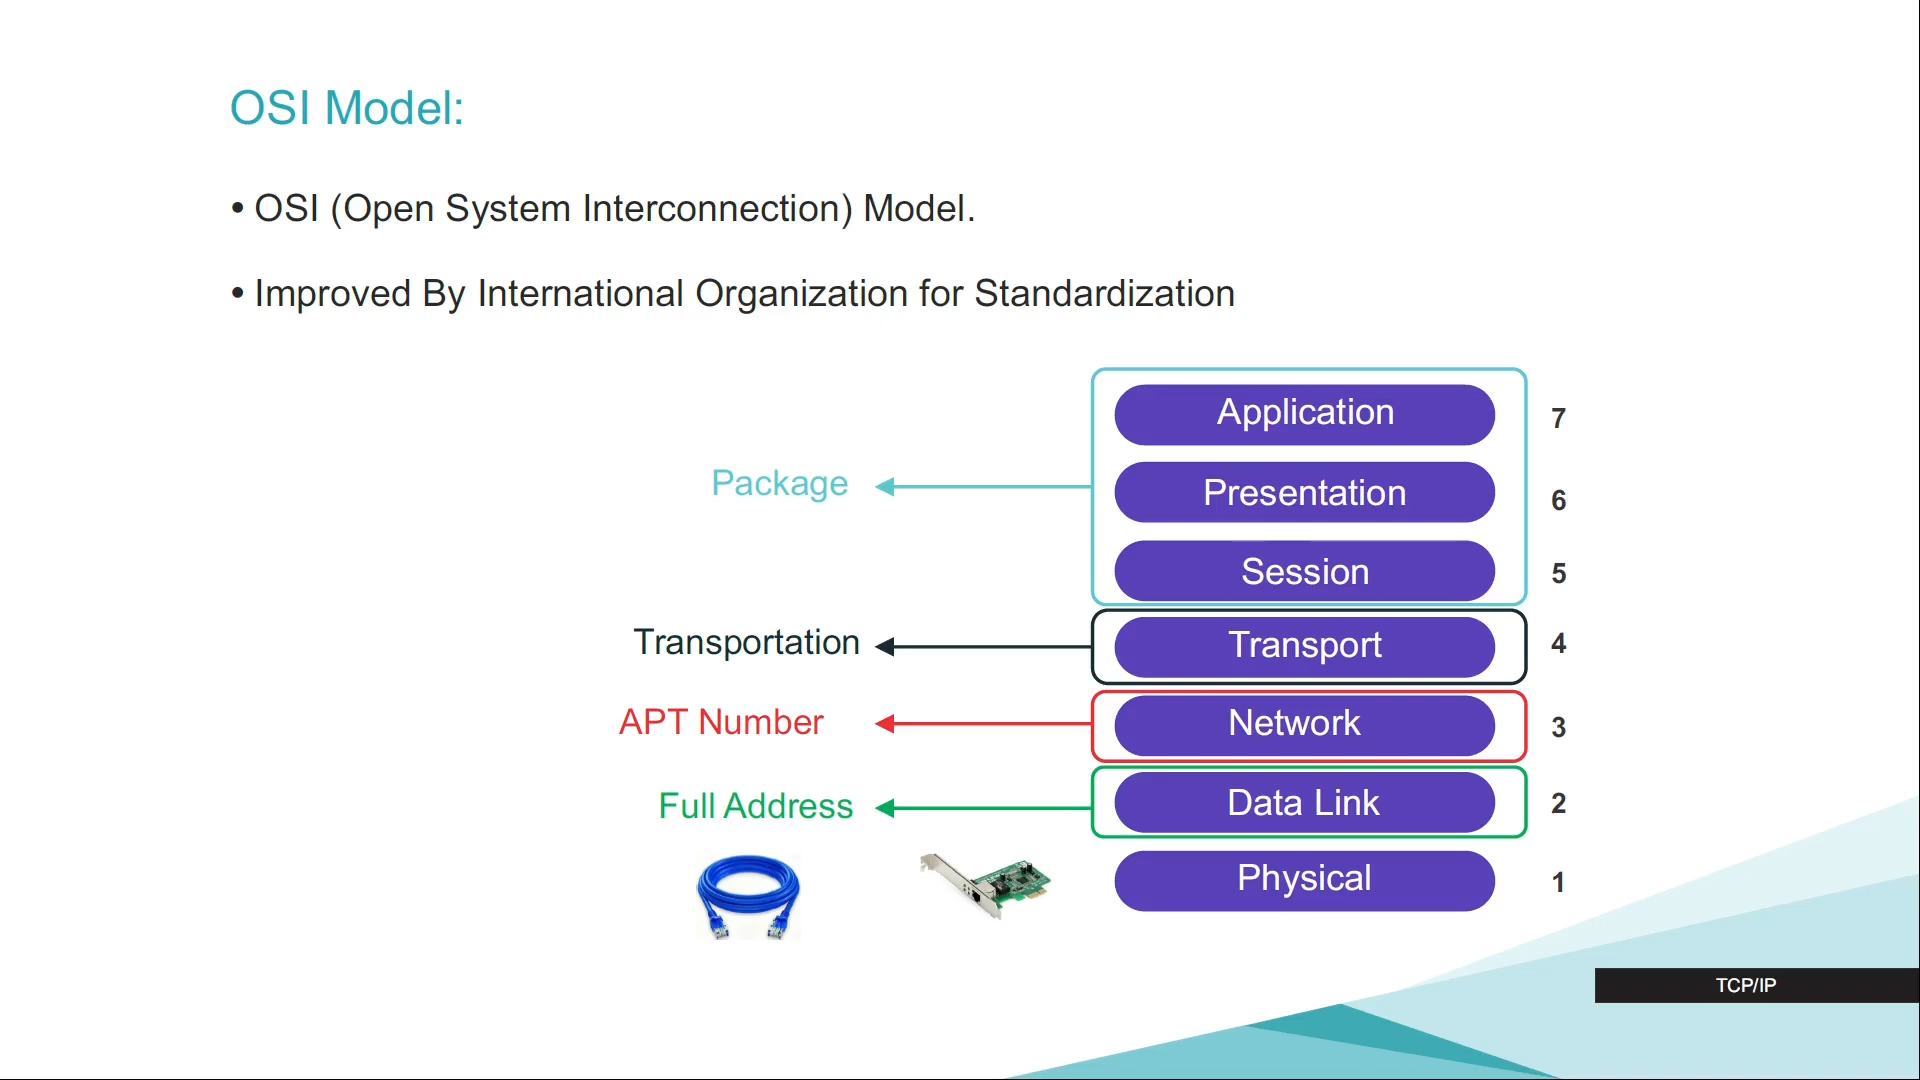 OSI Model:
• OSI (Open System Interconnection) Model.
• Improved By International Organization for Standardization
Application 7
Package
Presentation 6
Session 5
Transportation Transport 4
APT Number Network 3
Full Address Data Link 2
Physical 1
TCP/IP